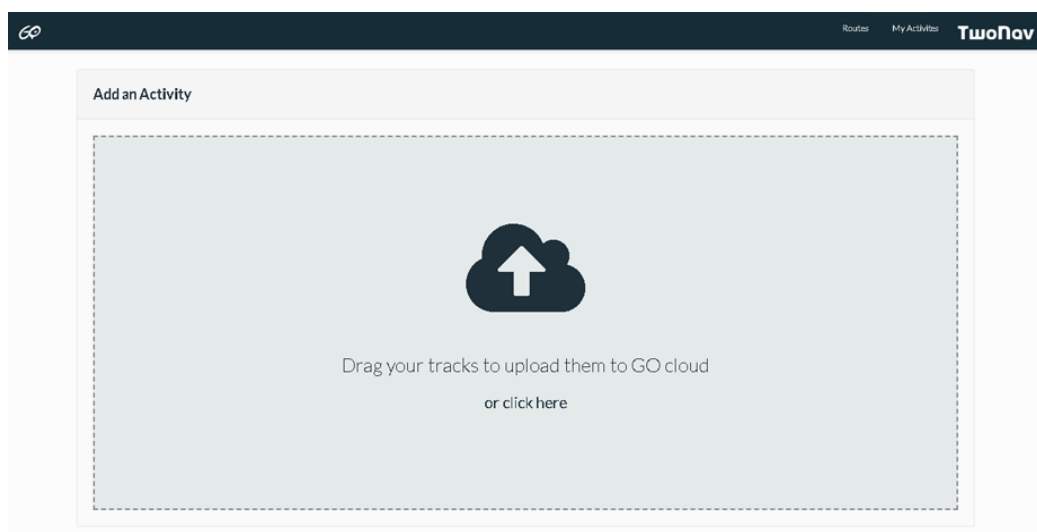 GO
Routes
My Activites
TwoNav
Add an Activity
Drag your tracks to upload them to GO cloud
or click here